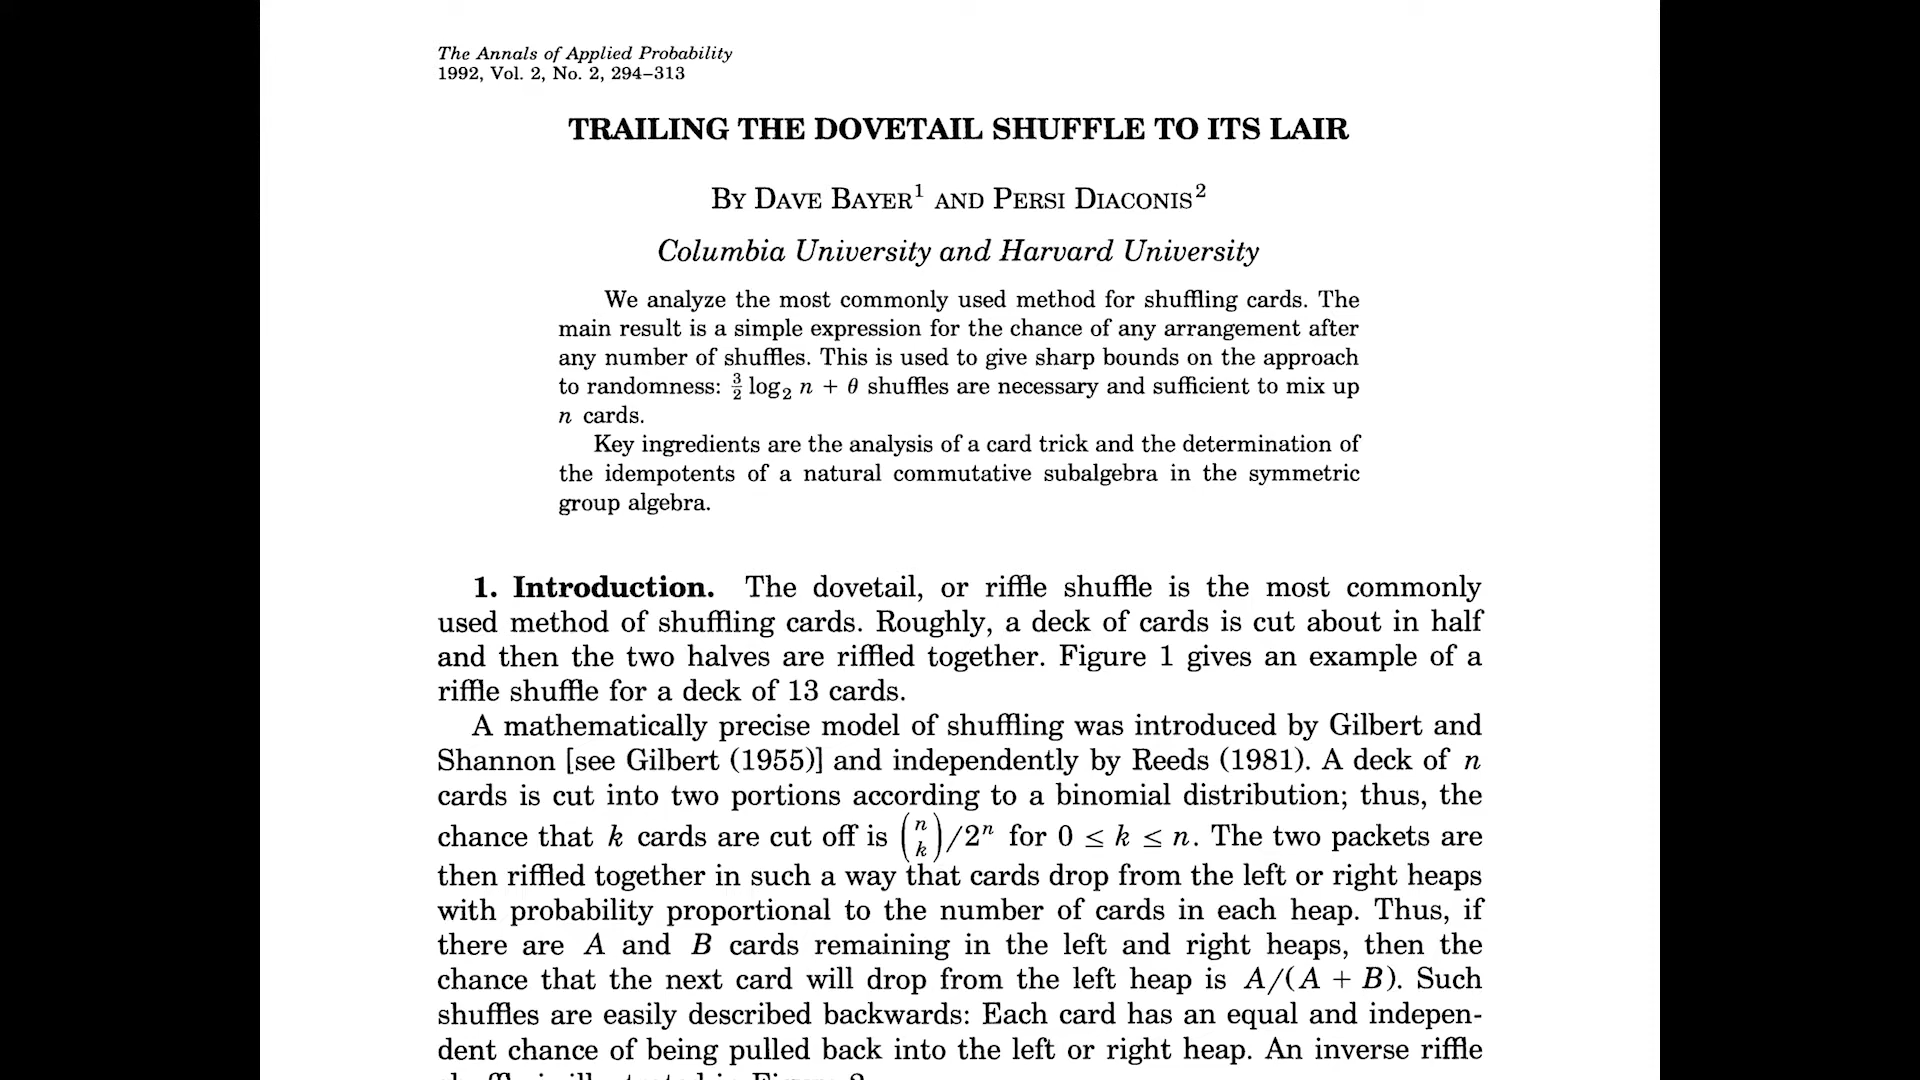 The Annals of Applied Probability
1992, Vol. 2, No. 2, 294–313
TRAILING THE DOVETAIL SHUFFLE TO ITS LAIR
BY DAVE BAYER¹ AND PERSI DIACONIS²
Columbia University and Harvard University
We analyze the most commonly used method for shuffling cards. The
main result is a simple expression for the chance of any arrangement after
any number of shuffles. This is used to give sharp bounds on the approach
to randomness: 3/2 log₂ n + θ shuffles are necessary and sufficient to mix up
n cards.
Key ingredients are the analysis of a card trick and the determination of
the idempotents of a natural commutative subalgebra in the symmetric
group algebra.
1. Introduction. The dovetail, or riffle shuffle is the most commonly
used method of shuffling cards. Roughly, a deck of cards is cut about in half
and then the two halves are riffled together. Figure 1 gives an example of a
riffle shuffle for a deck of 13 cards.
A mathematically precise model of shuffling was introduced by Gilbert and
Shannon [see Gilbert (1955)] and independently by Reeds (1981). A deck of n
cards is cut into two portions according to a binomial distribution; thus, the
chance that k cards are cut off is (n k)/2ⁿ for 0 ≤ k ≤ n. The two packets are
then riffled together in such a way that cards drop from the left or right heaps
with probability proportional to the number of cards in each heap. Thus, if
there are A and B cards remaining in the left and right heaps, then the
chance that the next card will drop from the left heap is A/(A + B). Such
shuffles are easily described backwards: Each card has an equal and indepen-
dent chance of being pulled back into the left or right heap. An inverse riffle